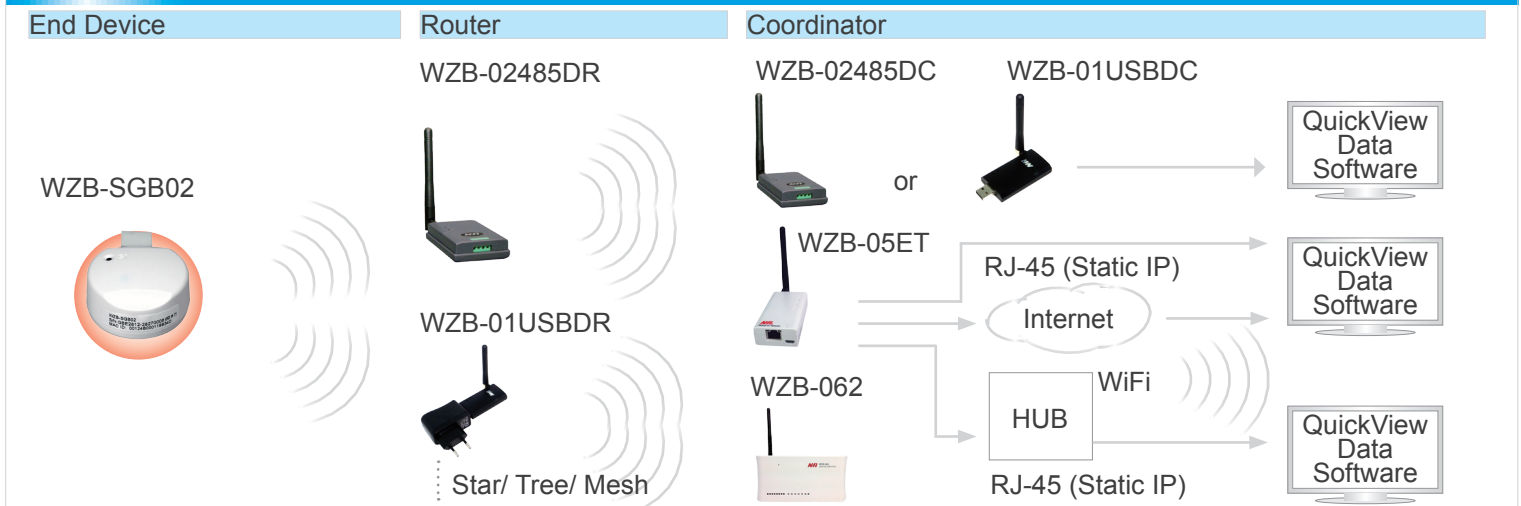 End Device
Router
Coordinator
WZB-02485DR
WZB-02485DC
WZB-01USBDC
QuickView
Data
Software
WZB-SGB02
or
WZB-05ET
RJ-45 (Static IP)
QuickView
Data
Software
Internet
WZB-01USBDR
WiFi
WZB-062
HUB
QuickView
Data
Software
Star/ Tree/ Mesh
RJ-45 (Static IP)
WZB-SGB02